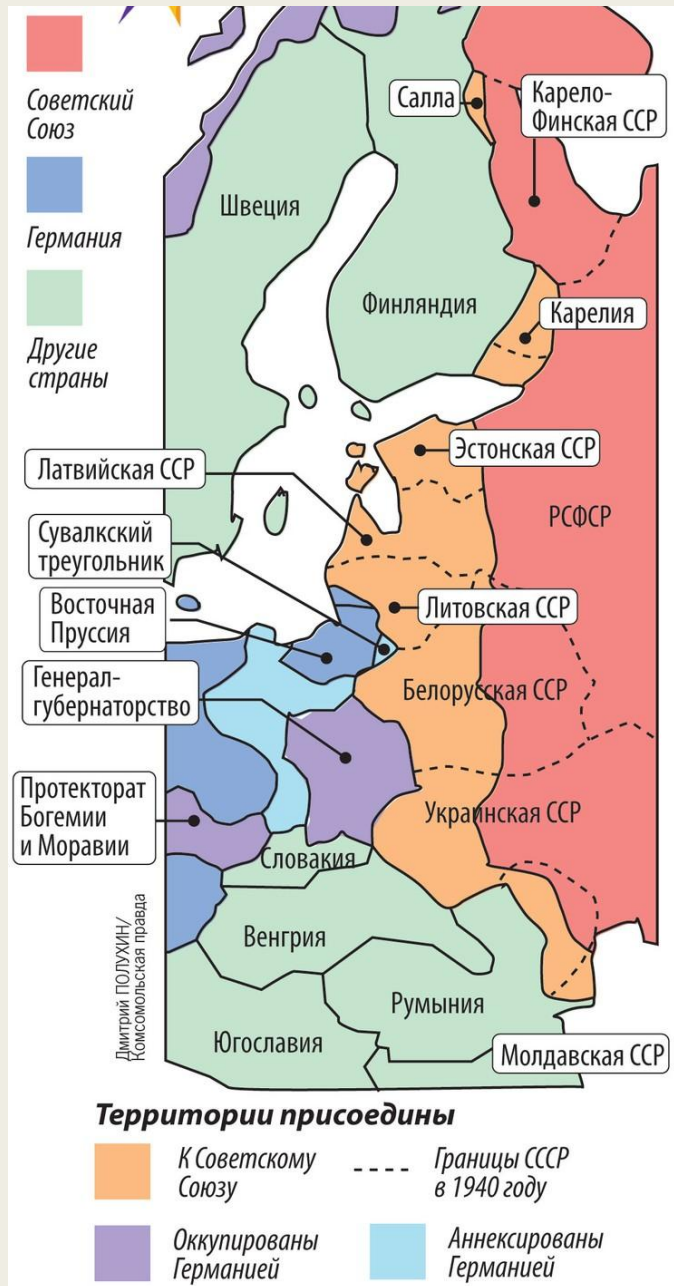 Советский
Союз
Германия
Другие
страны
Салла
Карело-
Финская ССР
Швеция
Финляндия
Карелия
Эстонская ССР
Латвийская ССР
РСФСР
Сувалкский
треугольник
Литовская ССР
Восточная
Пруссия
Генерал-
губернаторство
Белорусская ССР
Протекторат
Богемии
и Моравии
Украинская ССР
Словакия
Венгрия
Румыния
Югославия
Молдавская ССР
Дмитрий ПОЛУХИН/
Комсомольская правда
Территории присоедины
К Советскому
Союзу
Границы СССР
в 1940 году
Оккупированы
Германией
Аннексированы
Германией